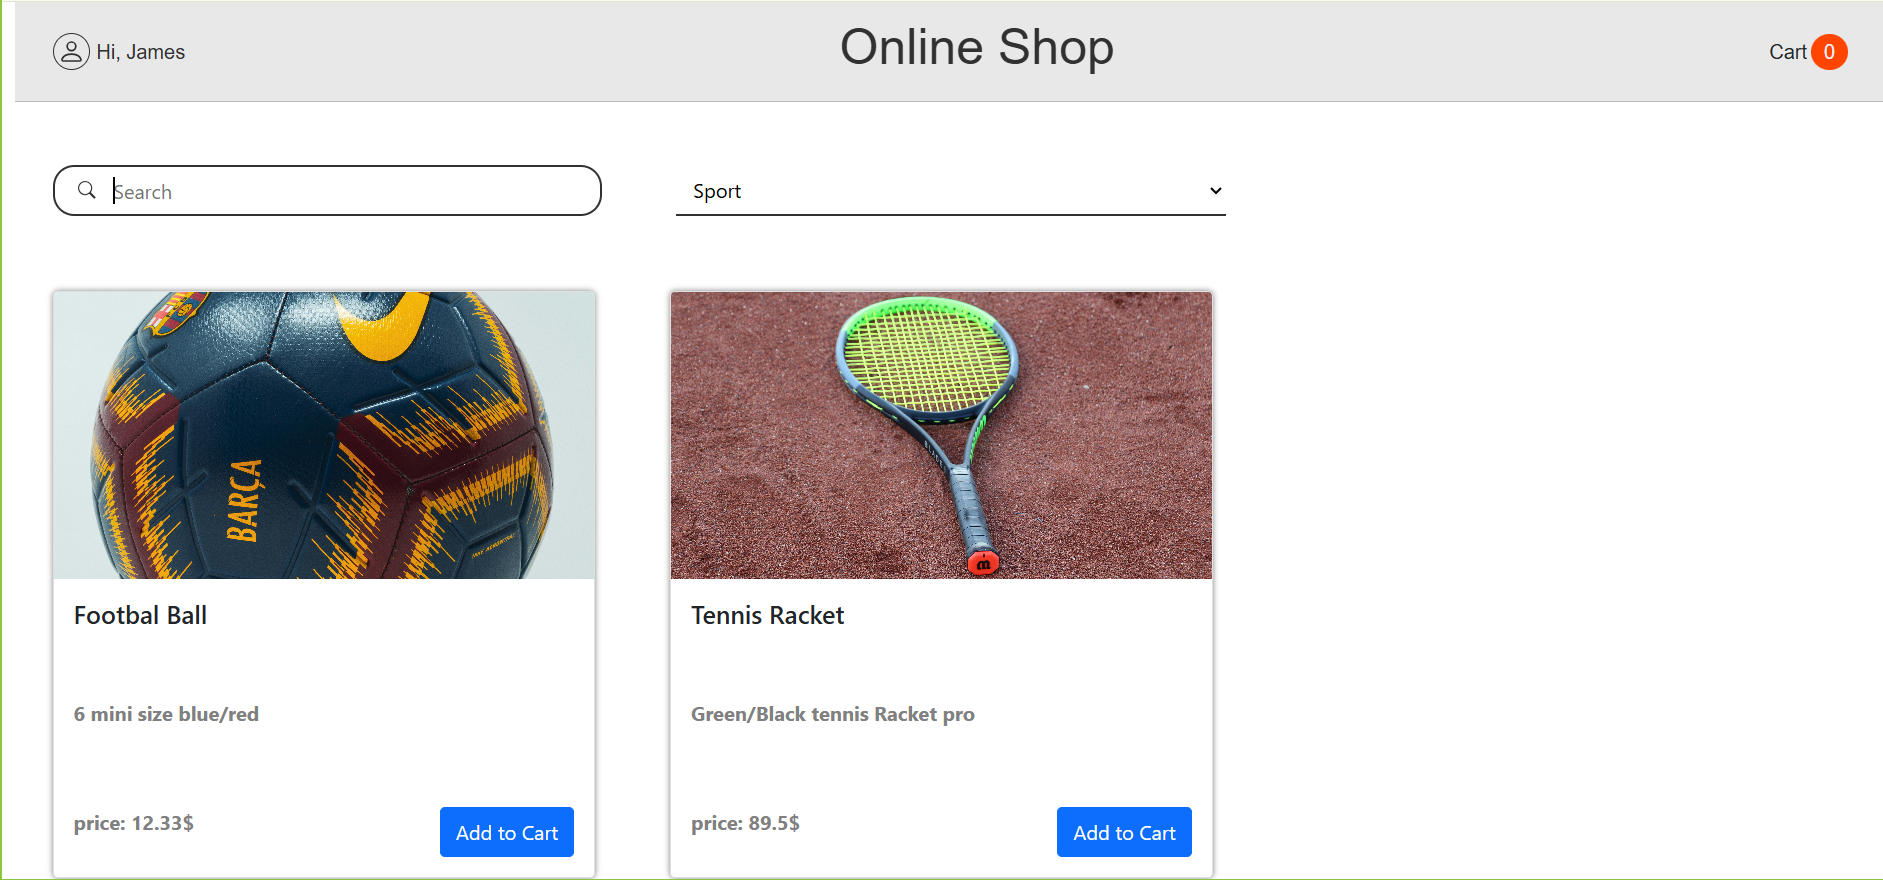 Hi, James
Online Shop
Cart 0
Search
Sport
BARÇA
Footbal Ball
6 mini size blue/red
price: 12.33$
Add to Cart
Tennis Racket
Green/Black tennis Racket pro
price: 89.5$
Add to Cart